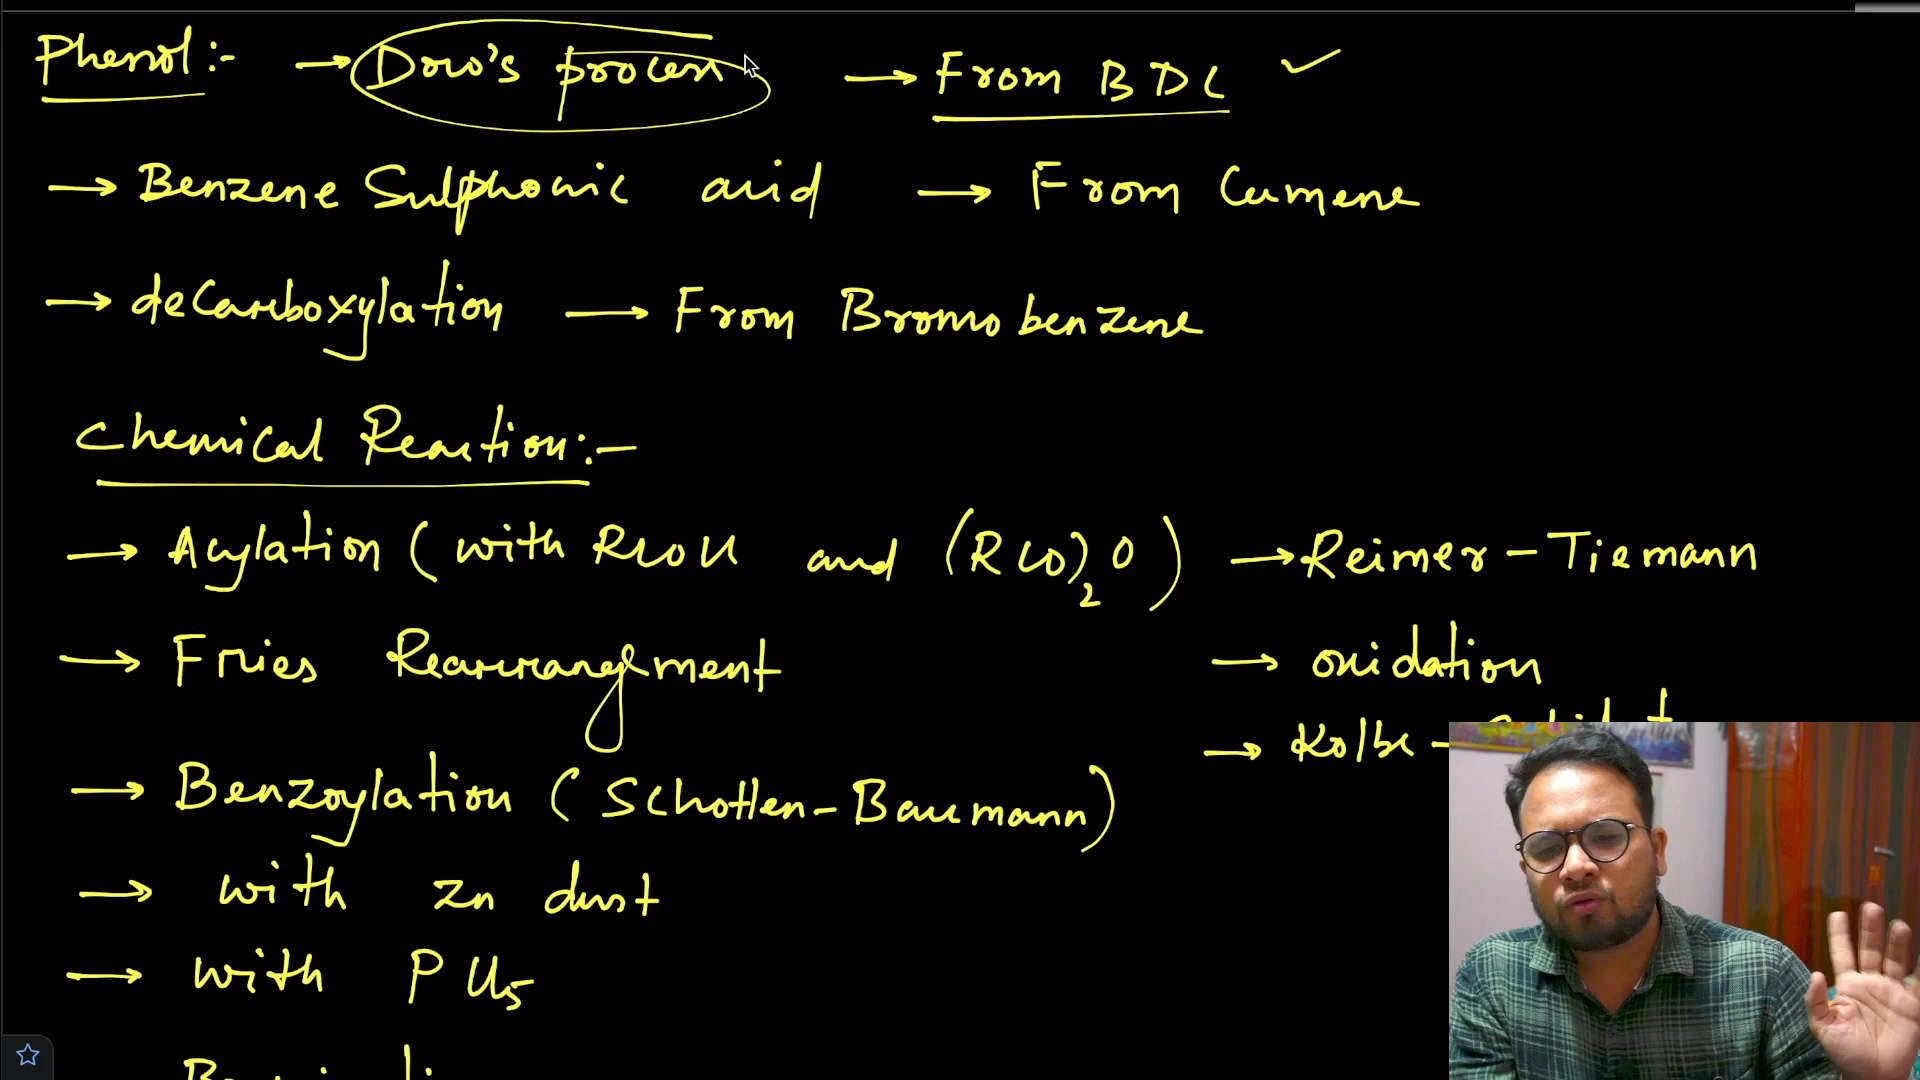 Phenol:- → Dow's process → From BDC ✓
→ Benzene Sulphonic acid → From Cumene
→ decarboxylation → From Bromobenzene
Chemical Reaction:-
→ Acylation (with RCOCl and (RCO)₂O) → Reimer-Tiemann
→ Fries Rearrangement → oxidation
→ Kolbe-
→ Benzoylation (Schotten-Baumann)
→ with Zn dust
→ with PCl₅